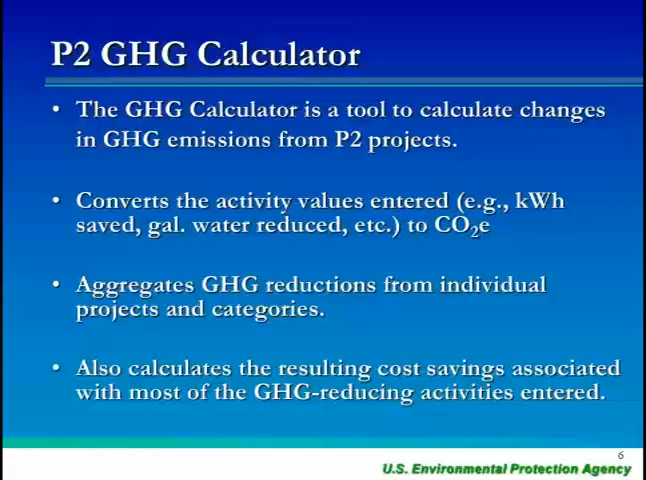 P2 GHG Calculator
• The GHG Calculator is a tool to calculate changes
in GHG emissions from P2 projects.
• Converts the activity values entered (e.g., kWh
saved, gal. water reduced, etc.) to CO₂e
• Aggregates GHG reductions from individual
projects and categories.
• Also calculates the resulting cost savings associated
with most of the GHG-reducing activities entered.
6
U.S. Environmental Protection Agency